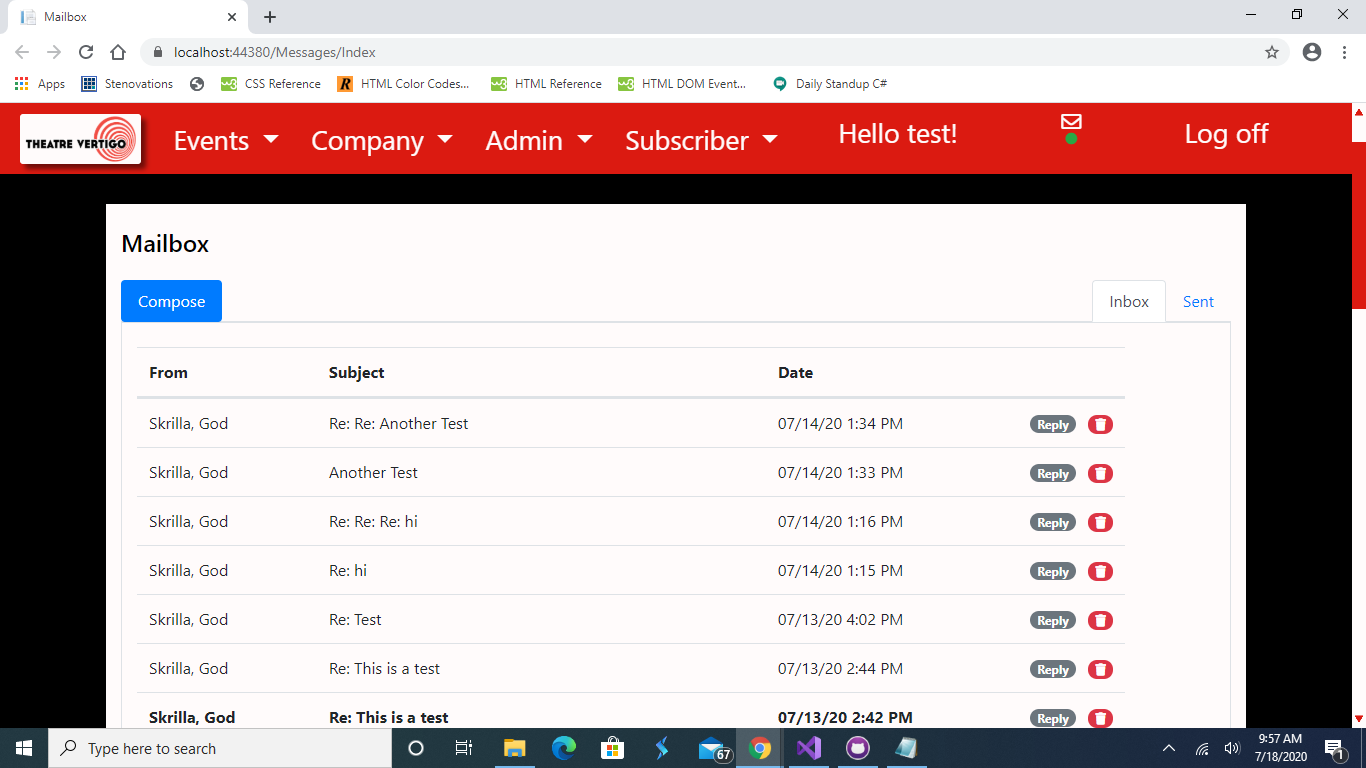 Mailbox
localhost:44380/Messages/Index
Apps Stenovations CSS Reference HTML Color Codes... HTML Reference HTML DOM Event... Daily Standup C#
THEATRE VERTIGO Events Company Admin Subscriber Hello test! Log off
Mailbox
Compose Inbox Sent
From Subject Date
Skrilla, God Re: Re: Another Test 07/14/20 1:34 PM Reply
Skrilla, God Another Test 07/14/20 1:33 PM Reply
Skrilla, God Re: Re: Re: hi 07/14/20 1:16 PM Reply
Skrilla, God Re: hi 07/14/20 1:15 PM Reply
Skrilla, God Re: Test 07/13/20 4:02 PM Reply
Skrilla, God Re: This is a test 07/13/20 2:44 PM Reply
Skrilla, God Re: This is a test 07/13/20 2:42 PM Reply
Type here to search 67 9:57 AM
7/18/2020 1